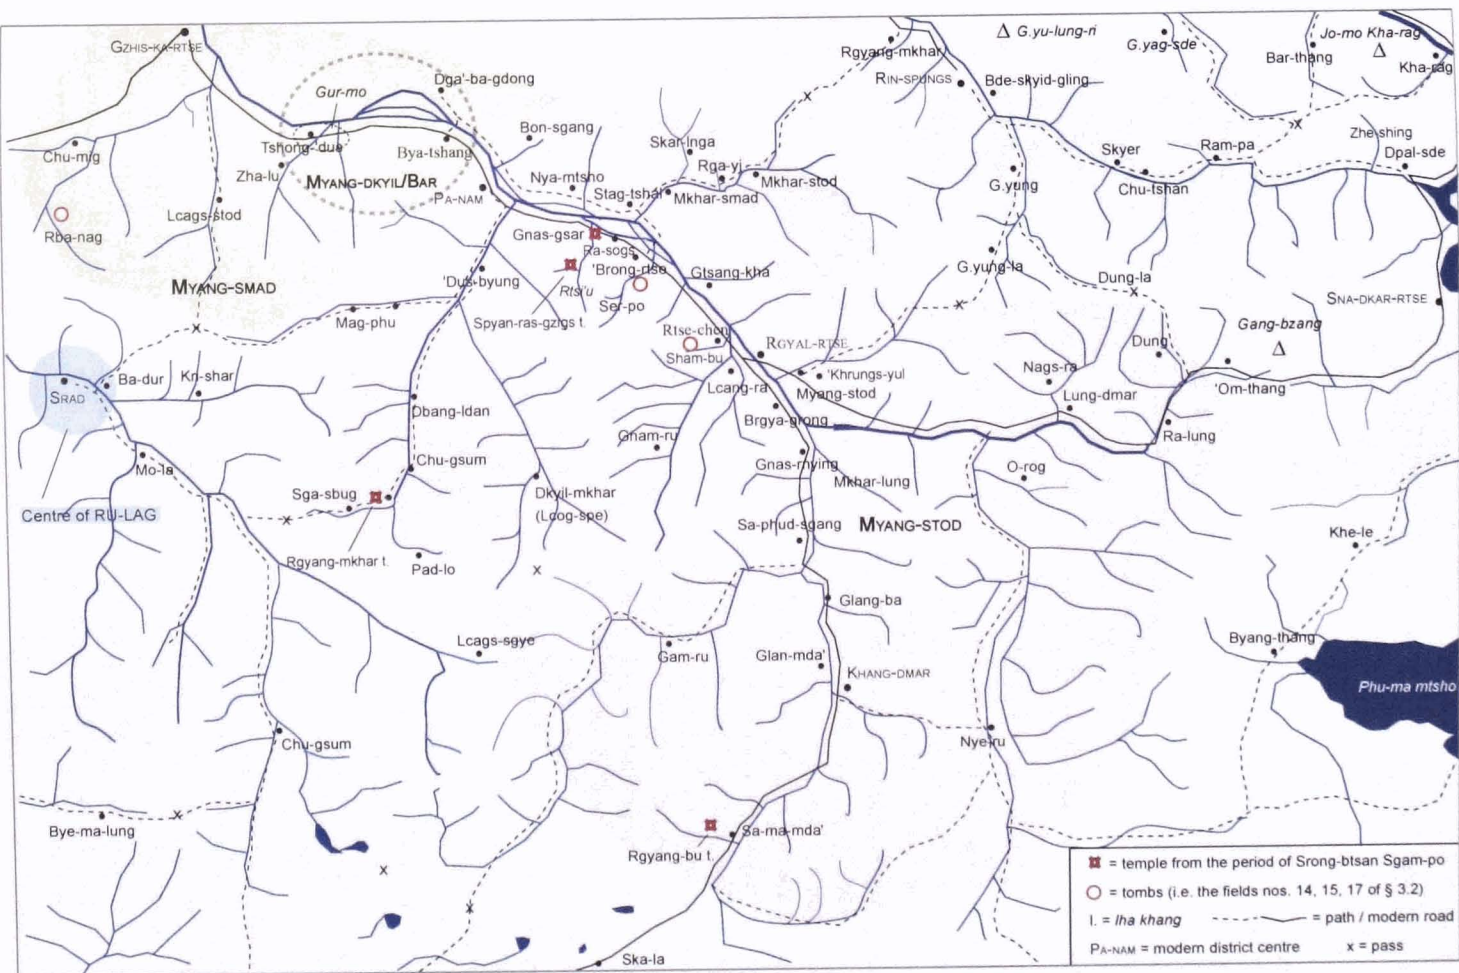 Gzhis-ka-rtse
Gur-mo
Dga'-ba-gdong
Rgyang-mkhar
G.yu-lung-ri
G.yag-sde
Jo-mo Kha-rag
Bar-thang
Kha-rag
Rin-spungs
Bde-skyid-gling
Chu-mig
Tshong-due
Bya-tshang
Bon-sgang
Skar-lnga
Zhe-shing
Dpal-sde
Zha-lu
Myang-dkyil/Bar
Pa-nam
Nya-mtsho
Stag-tshal
Rga-yi
Mkhar-stod
Mkhar-smad
G.yung
Skyer
Chu-tshan
Ram-pa
Rba-nag
Lcags-stod
Gnas-gsar
Ra-sogs
'Brong-rtse
Rtsi'u
Ser-po
Gtsang-kha
G.yung-la
Dung-la
Myang-smad
'Dus-byung
Sna-dkar-rtse
Mag-phu
Spyan-ras-gzigs t.
Rtse-chen
Sham-bu
Rgyal-rtse
Gang-bzang
Dung
Srad
Ba-dur
Kri-shar
Lcang-ra
'Khrungs-yul
Myang-stod
Nags-ra
Lung-dmar
'Om-thang
Dbang-ldan
Brgya-grong
Ra-lung
Gnam-ru
Mo-la
Chu-gsum
Gnas-rnying
Mkhar-lung
O-rog
Sga-sbug
Dkyil-mkhar
(Lcog-spe)
Centre of RU-LAG
Sa-phud-sgang
Myang-stod
Khe-le
Rgyang-mkhar t.
Pad-lo
Glang-ba
Lcags-sgye
Gam-ru
Glan-mda'
Khang-dmar
Byang-thang
Phu-ma mtsho
Chu-gsum
Nye-ru
Bye-ma-lung
Rgyang-bu t.
Sa-ma-mda'
Ska-la
= temple from the period of Srong-btsan Sgam-po
= tombs (i.e. the fields nos. 14, 15, 17 of § 3.2)
l. = lha khang
= path / modern road
Pa-nam = modern district centre
x = pass